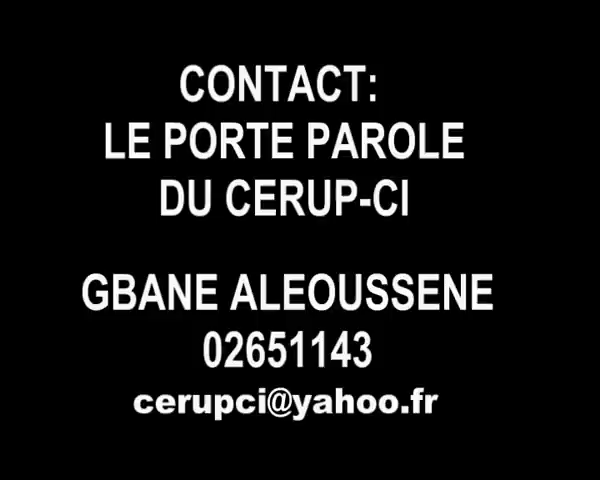 CONTACT:
LE PORTE PAROLE
DU CERUP-CI
GBANE ALEOUSSENE
02651143
cerupci@yahoo.fr